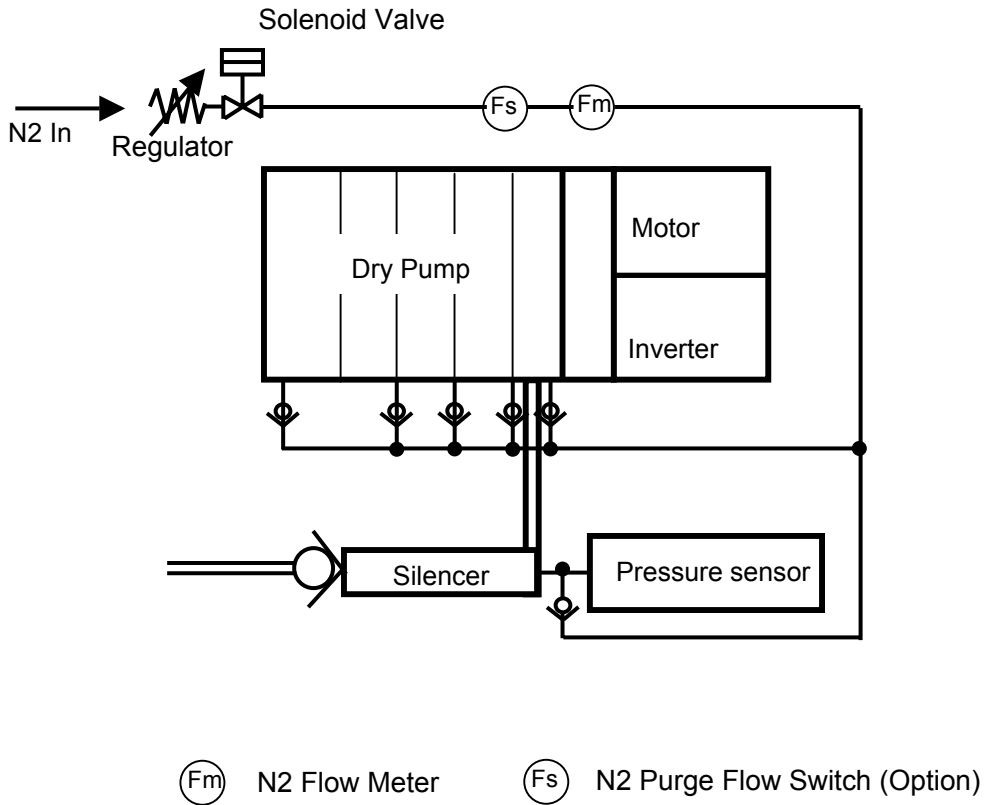 Solenoid Valve
N2 In
Regulator
Fs
Fm
Motor
Dry Pump
Inverter
Silencer
Pressure sensor
Fm N2 Flow Meter
Fs N2 Purge Flow Switch (Option)